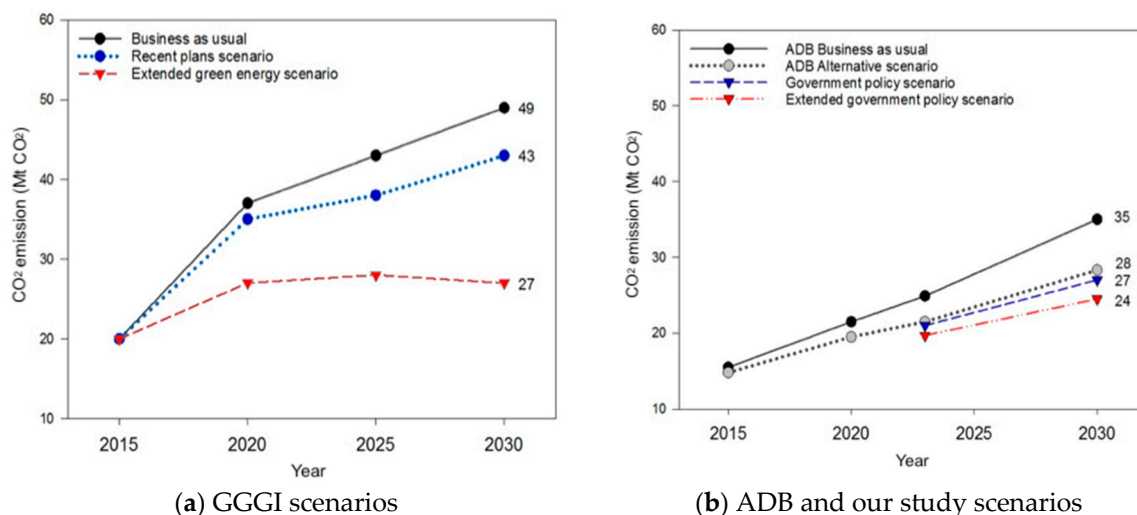 60
50
40
30
20
10
CO² emission (Mt CO²)
Business as usual
Recent plans scenario
Extended green energy scenario
49
43
27
2015 2020 2025 2030
Year
(a) GGGI scenarios
60
50
40
30
20
10
CO² emission (Mt CO²)
ADB Business as usual
ADB Alternative scenario
Government policy scenario
Extended government policy scenario
35
28
27
24
2015 2020 2025 2030
Year
(b) ADB and our study scenarios